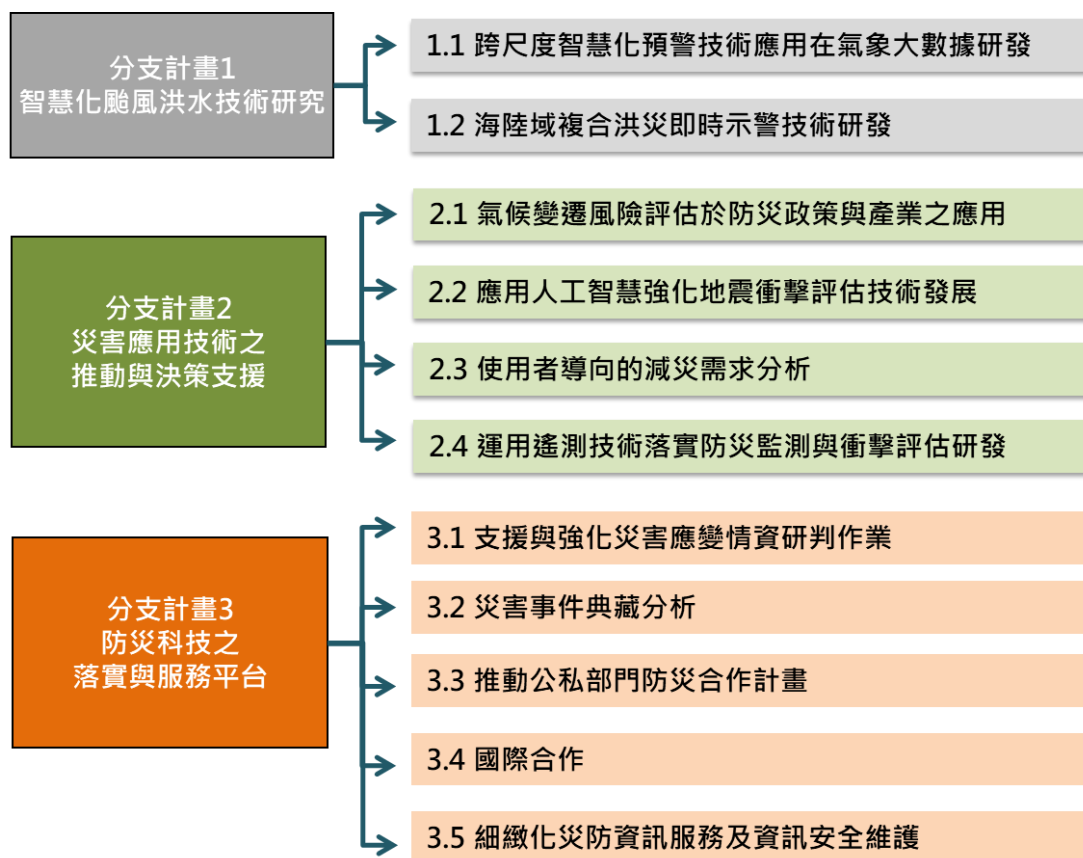 分支計畫1
智慧化颱風洪水技術研究
1.1 跨尺度智慧化預警技術應用在氣象大數據研發
1.2 海陸域複合洪災即時示警技術研發
分支計畫2
災害應用技術之
推動與決策支援
2.1 氣候變遷風險評估於防災政策與產業之應用
2.2 應用人工智慧強化地震衝擊評估技術發展
2.3 使用者導向的減災需求分析
2.4 運用遙測技術落實防災監測與衝擊評估研發
分支計畫3
防災科技之
落實與服務平台
3.1 支援與強化災害應變情資研判作業
3.2 災害事件典藏分析
3.3 推動公私部門防災合作計畫
3.4 國際合作
3.5 細緻化災防資訊服務及資訊安全維護